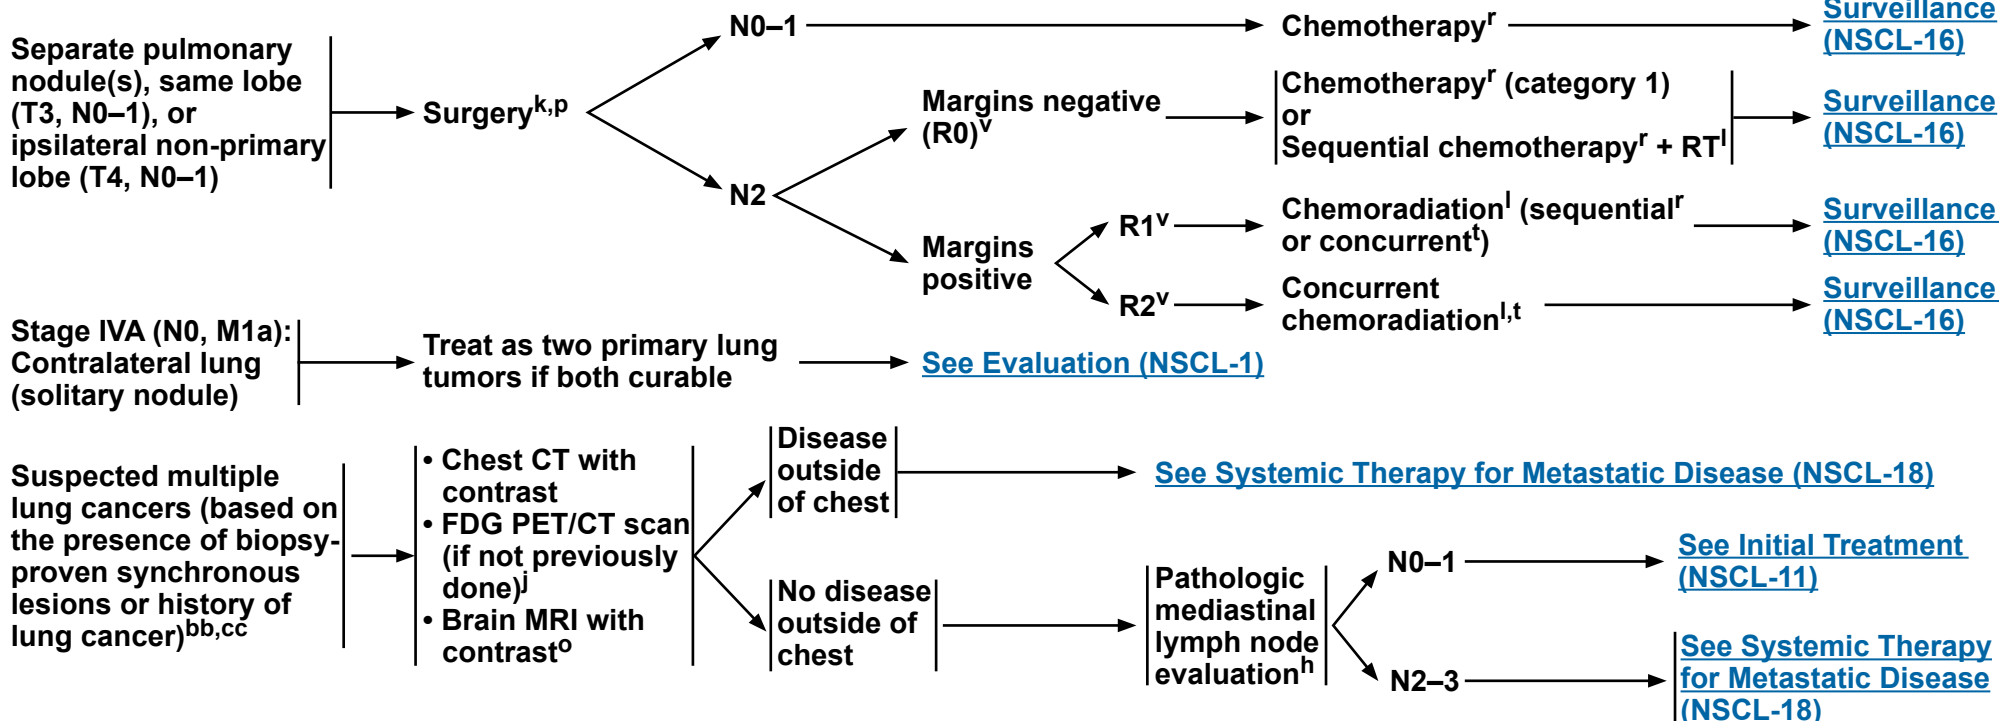 Separate pulmonary
nodule(s), same lobe
(T3, N0–1), or
ipsilateral non-primary
lobe (T4, N0–1)
Surgeryk,p
N0–1
Chemotherapyr
Surveillance
(NSCL-16)
N2
Margins negative
(R0)v
Chemotherapyr (category 1)
or
Sequential chemotherapyr + RTl
Surveillance
(NSCL-16)
Margins
positive
R1v
Chemoradiationl (sequentialr
or concurrentt)
Surveillance
(NSCL-16)
R2v
Concurrent
chemoradiationl,t
Surveillance
(NSCL-16)
Stage IVA (N0, M1a):
Contralateral lung
(solitary nodule)
Treat as two primary lung
tumors if both curable
See Evaluation (NSCL-1)
Suspected multiple
lung cancers (based on
the presence of biopsy-
proven synchronous
lesions or history of
lung cancer)bb,cc
• Chest CT with
contrast
• FDG PET/CT scan
(if not previously
done)j
• Brain MRI with
contrasto
Disease
outside
of chest
See Systemic Therapy for Metastatic Disease (NSCL-18)
No disease
outside of
chest
Pathologic
mediastinal
lymph node
evaluationh
N0–1
See Initial Treatment
(NSCL-11)
N2–3
See Systemic Therapy
for Metastatic Disease
(NSCL-18)